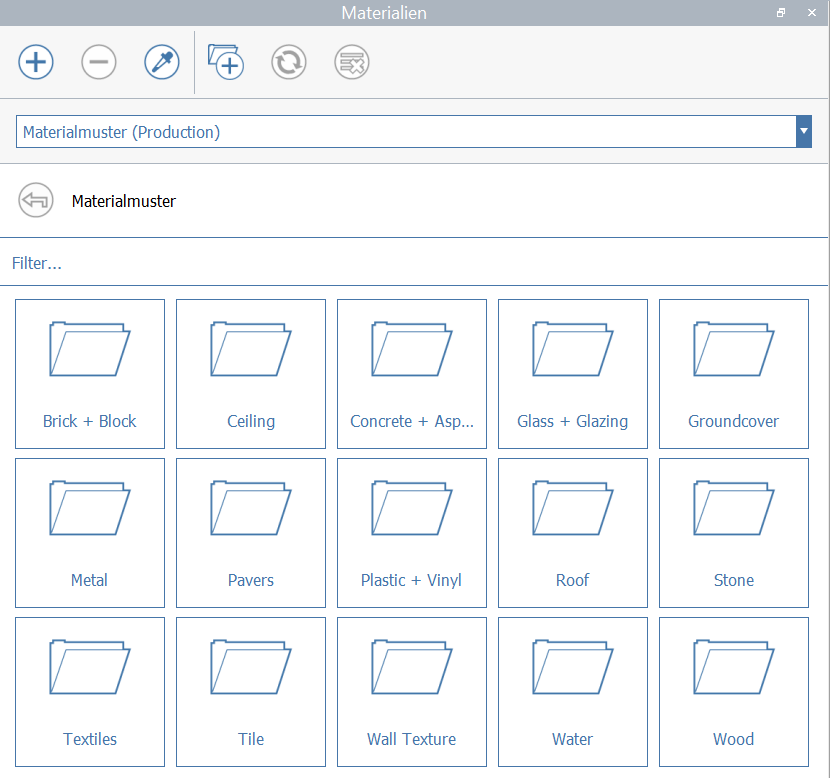 Materialien
Materialmuster (Production)
Materialmuster
Filter...
Brick + Block
Ceiling
Concrete + Asp...
Glass + Glazing
Groundcover
Metal
Pavers
Plastic + Vinyl
Roof
Stone
Textiles
Tile
Wall Texture
Water
Wood